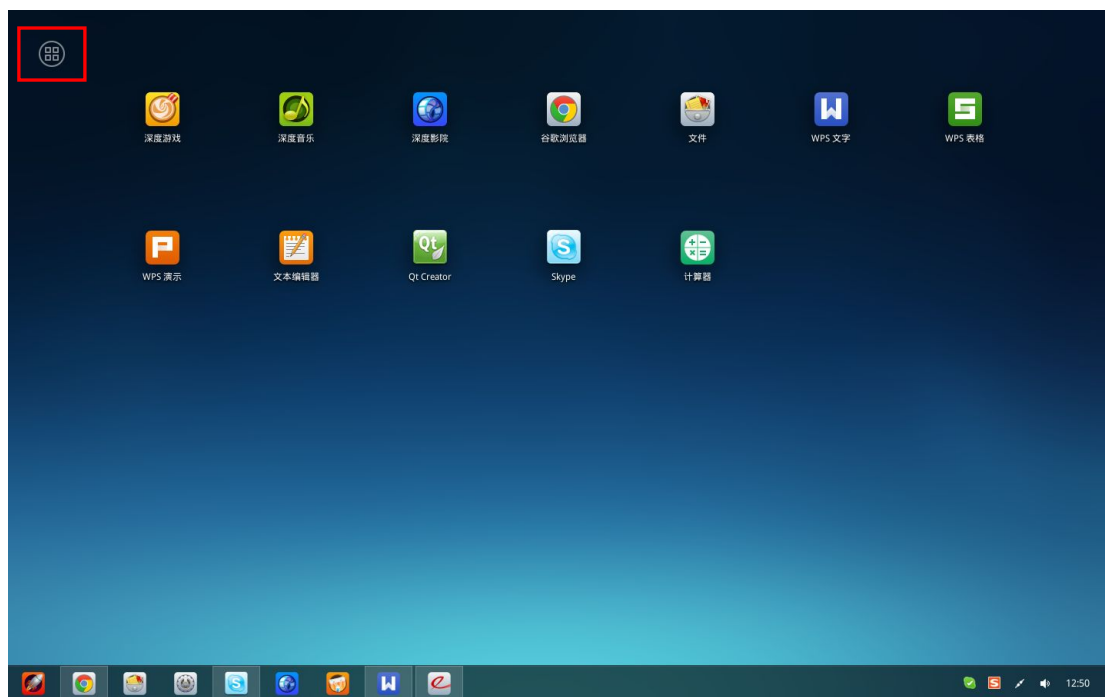 深度游戏
深度音乐
深度影院
谷歌浏览器
文件
WPS 文字
WPS 表格
WPS 演示
文本编辑器
Qt Creator
Skype
计算器
12:50